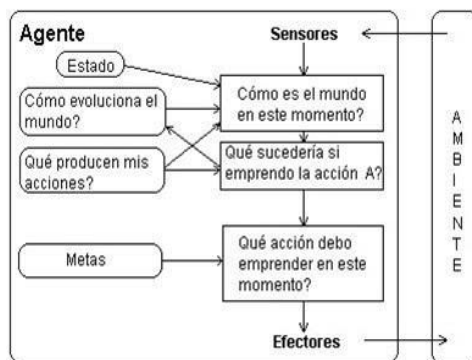 Agente
Sensores
Estado
Cómo evoluciona el
mundo?
Cómo es el mundo
en este momento?
Qué producen mis
acciones?
Qué sucedería si
emprendo la acción A?
Metas
Qué acción debo
emprender en este
momento?
Efectores
AMBIENTE